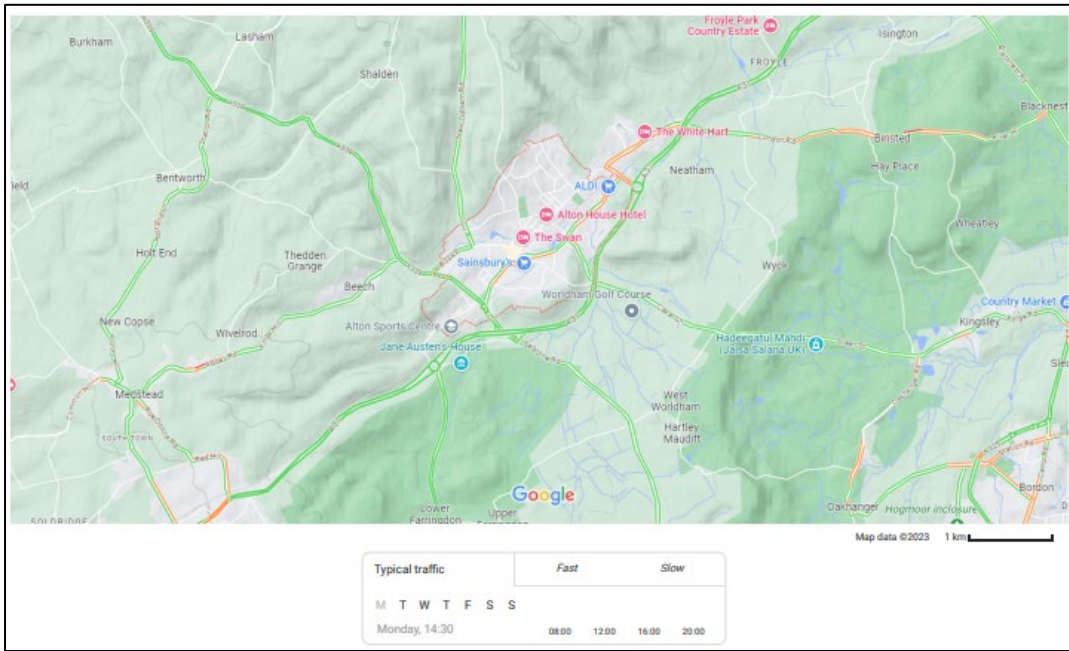 Froyle Park
Country Estate
Isington
Burkham
Lasham
Shalden
FROYLE
Blacknest
The White Hart
Binsted
Hay Place
Neatham
Bentworth
ALDI
Alton House Hotel
Wheatley
The Swan
Holt End
Thedden
Grange
Sainsbury's
Wyck
Beech
Worldham Golf Course
Country Market
New Copse
Wivelrod
Alton Sports Centre
Kingsley
Jane Austen's House
Hadeeqatul Mahdi
(Jalsa Salana UK)
Medstead
West
Worldham
Hartley
Mauditt
SOUTH TOWN
Google
Bordon
Lower
Farringdon
Upper
Oakhanger
Hogmoor inclosure
SOLDRIDGE
Map data ©2023 1 km
Typical traffic Fast Slow
M T W T F S S
Monday, 14:30 08:00 12:00 16:00 20:00